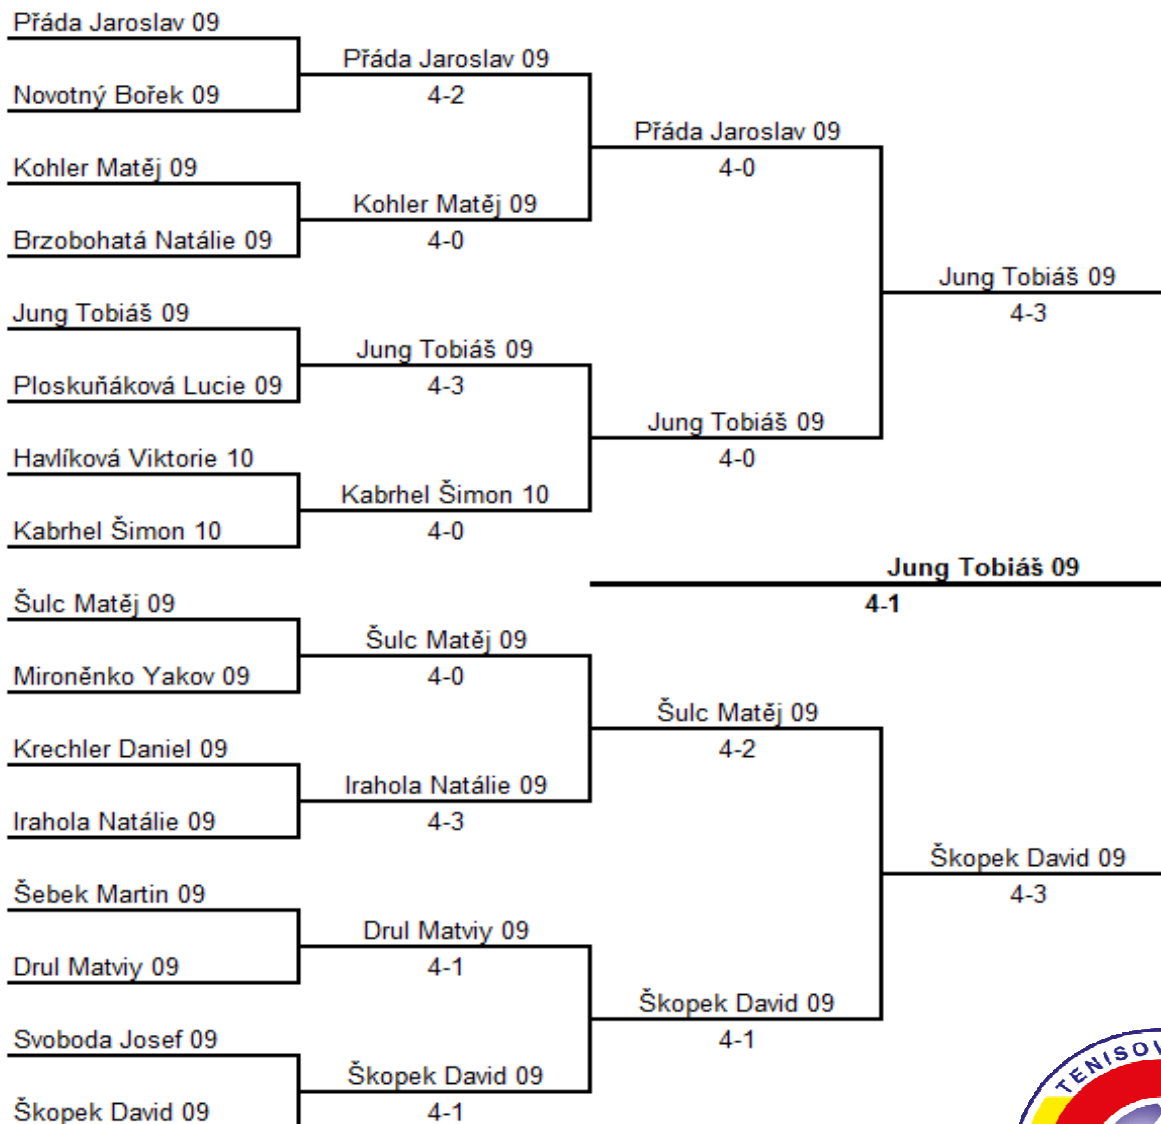 Přáda Jaroslav 09
Přáda Jaroslav 09
4-2
Novotný Bořek 09
Přáda Jaroslav 09
4-0
Kohler Matěj 09
Kohler Matěj 09
4-0
Brzobohatá Natálie 09
Jung Tobiáš 09
4-3
Jung Tobiáš 09
Jung Tobiáš 09
4-3
Ploskuňáková Lucie 09
Jung Tobiáš 09
4-0
Havlíková Viktorie 10
Kabrhel Šimon 10
4-0
Kabrhel Šimon 10
Jung Tobiáš 09
4-1
Šulc Matěj 09
Šulc Matěj 09
4-0
Mironěnko Yakov 09
Šulc Matěj 09
4-2
Krechler Daniel 09
Irahola Natálie 09
4-3
Irahola Natálie 09
Škopek David 09
4-3
Šebek Martin 09
Drul Matviy 09
4-1
Drul Matviy 09
Škopek David 09
4-1
Svoboda Josef 09
Škopek David 09
4-1
Škopek David 09